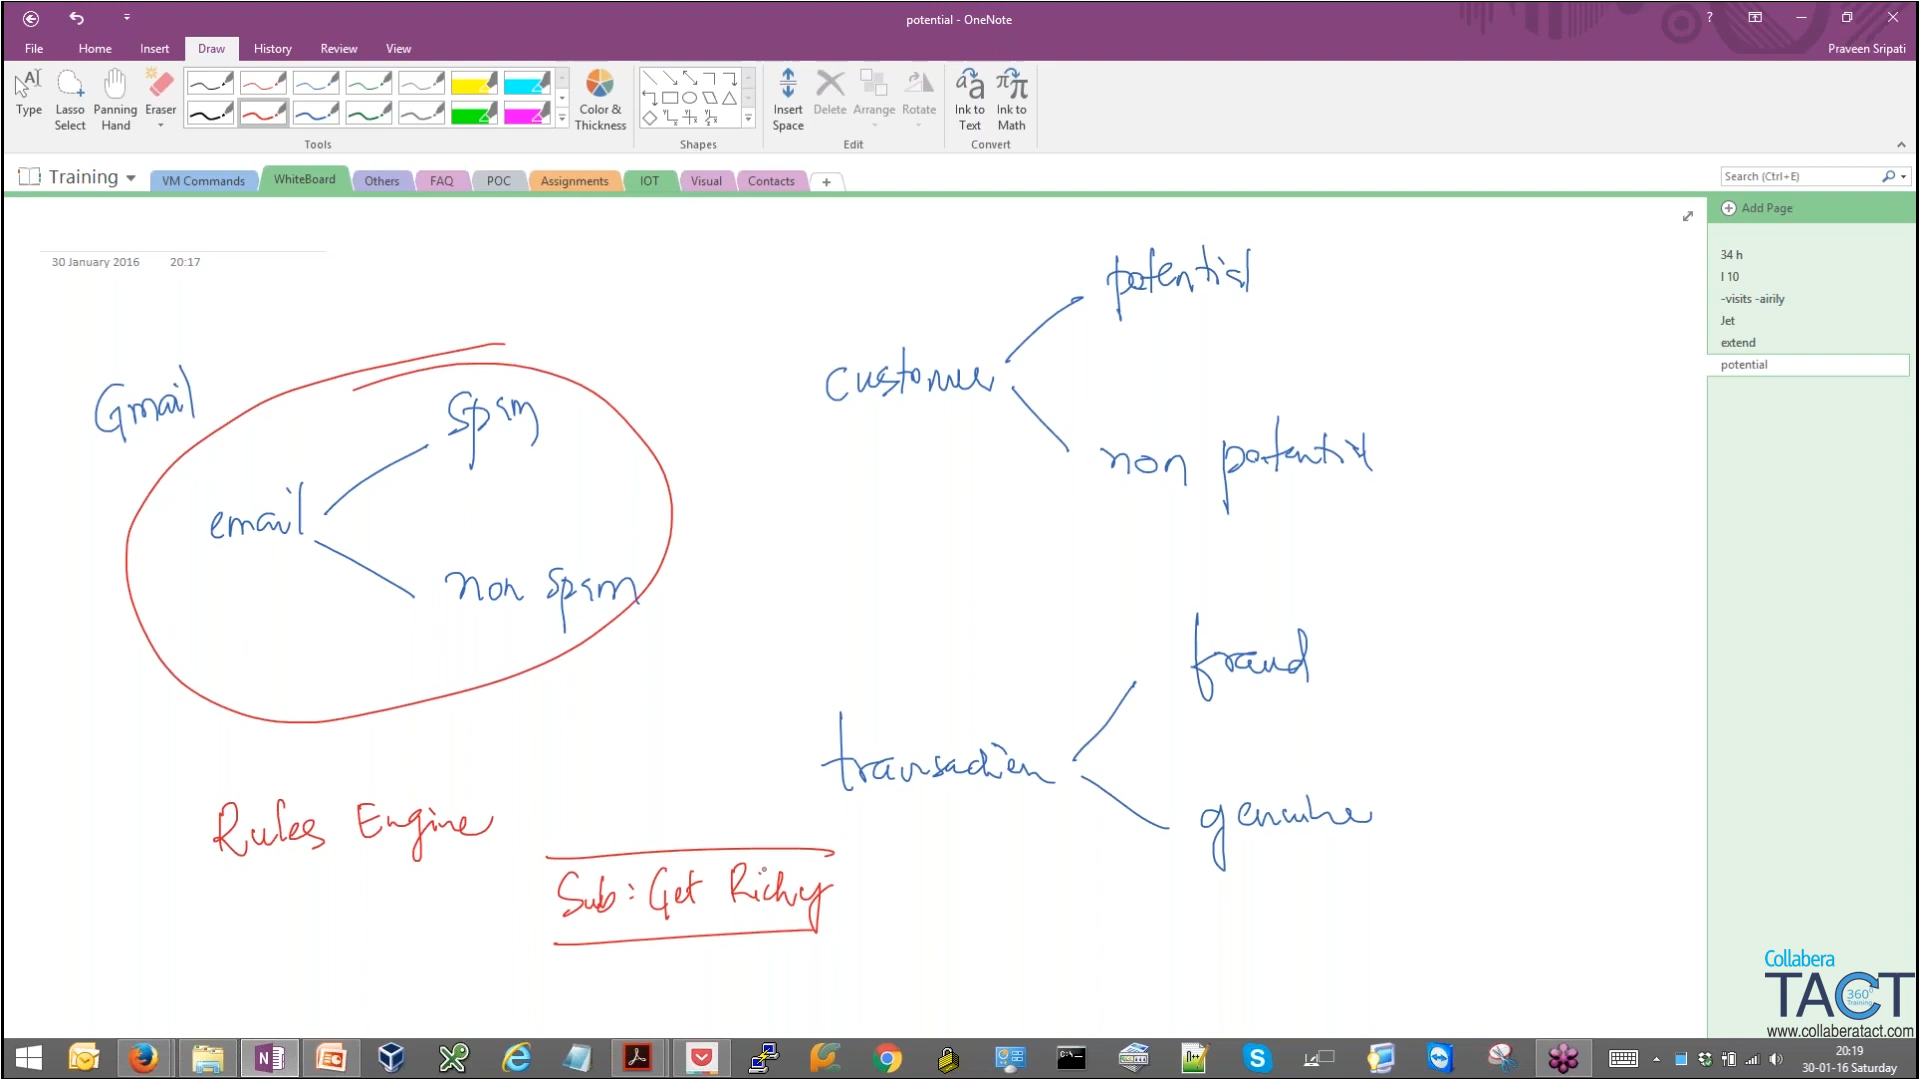 potential - OneNote
?
File Home Insert Draw History Review View
Praveen Sripati
Type
Lasso Select
Panning Hand
Eraser
Color & Thickness
Insert Space
Delete
Arrange
Rotate
Ink to Text
Ink to Math
Tools
Shapes
Edit
Convert
Training
VM Commands WhiteBoard Others FAQ POC Assignments IOT Visual Contacts +
Search (Ctrl+E)
Add Page
30 January 2016 20:17
34 h
I 10
-visits -airily
Jet
extend
potential
Gmail
email
spam
non spam
customer
potential
non potential
transaction
fraud
genuine
Rules Engine
Sub: Get Richy
Collabera
TACT
360°
Training
www.collaberatact.com
20:19
30-01-16 Saturday